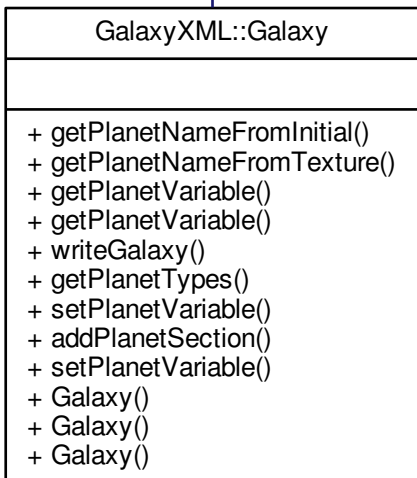 GalaxyXML::Galaxy
+ getPlanetNameFromInitial()
+ getPlanetNameFromTexture()
+ getPlanetVariable()
+ getPlanetVariable()
+ writeGalaxy()
+ getPlanetTypes()
+ setPlanetVariable()
+ addPlanetSection()
+ setPlanetVariable()
+ Galaxy()
+ Galaxy()
+ Galaxy()